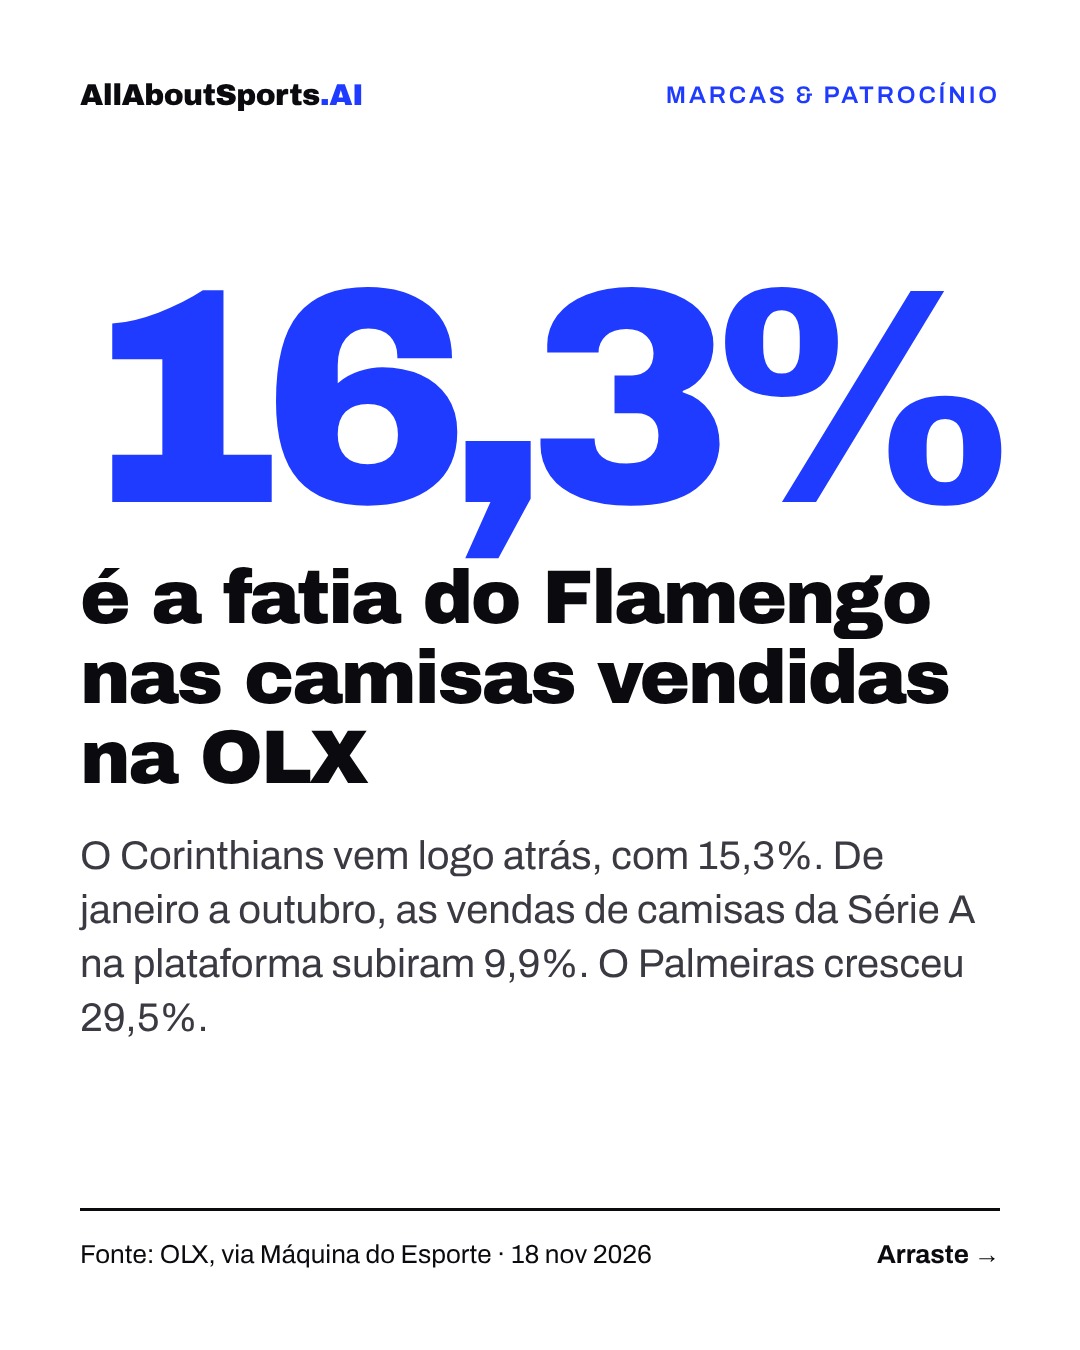 AllAboutSports.AI
MARCAS & PATROCÍNIO
16,3%
é a fatia do Flamengo
nas camisas vendidas
na OLX
O Corinthians vem logo atrás, com 15,3%. De
janeiro a outubro, as vendas de camisas da Série A
na plataforma subiram 9,9%. O Palmeiras cresceu
29,5%.
Fonte: OLX, via Máquina do Esporte · 18 nov 2026
Arraste →